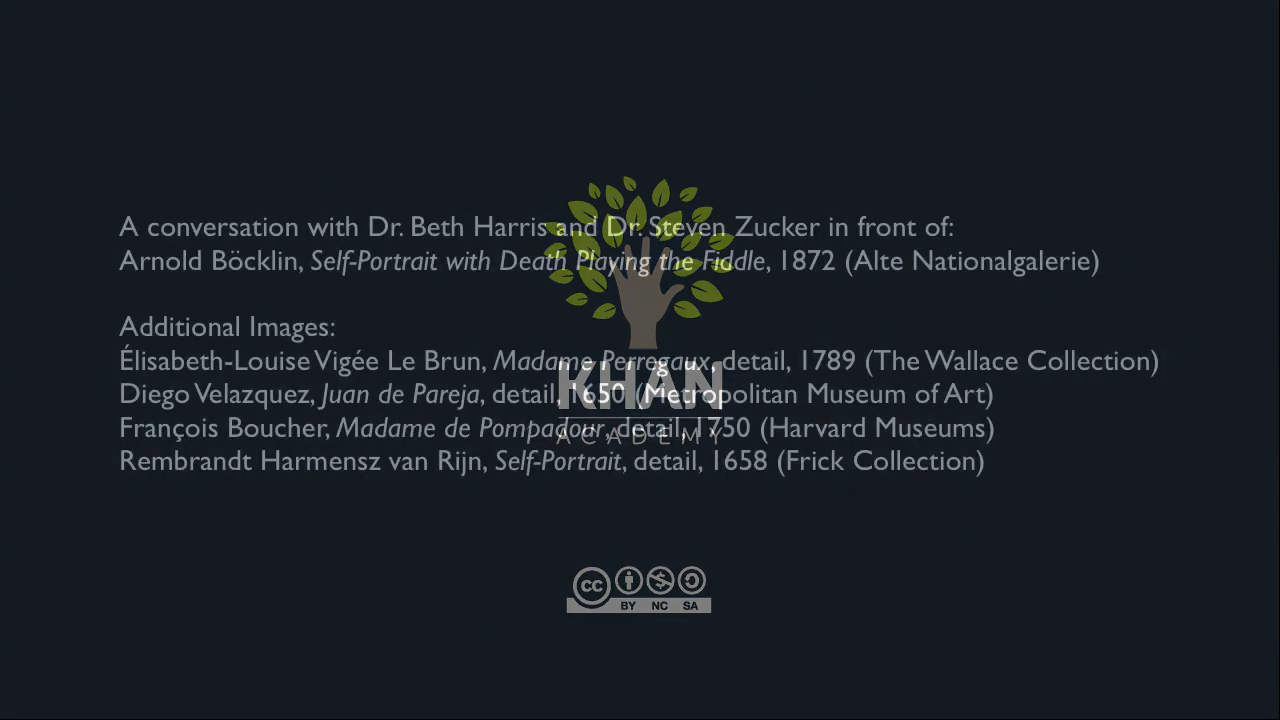 A conversation with Dr. Beth Harris and Dr. Steven Zucker in front of:
Arnold Böcklin, Self-Portrait with Death Playing the Fiddle, 1872 (Alte Nationalgalerie)
Additional Images:
Élisabeth-Louise Vigée Le Brun, Madame Perregaux, detail, 1789 (The Wallace Collection)
Diego Velazquez, Juan de Pareja, detail, 1650 (Metropolitan Museum of Art)
François Boucher, Madame de Pompadour, detail, 1750 (Harvard Museums)
Rembrandt Harmensz van Rijn, Self-Portrait, detail, 1658 (Frick Collection)
KHAN
ACADEMY
cc
BY NC SA